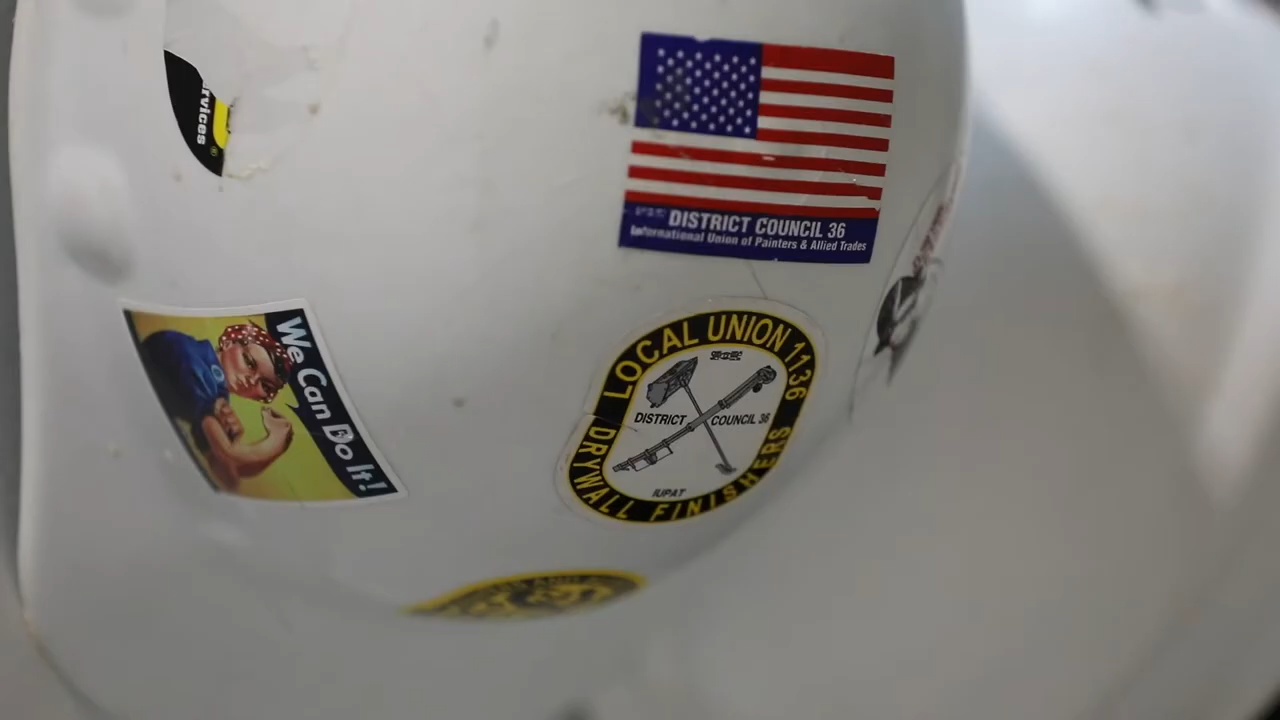 rvices
DISTRICT COUNCIL 36
International Union of Painters & Allied Trades
We Can Do It!
LOCAL UNION 1136
DISTRICT COUNCIL 36
IUPAT
DRYWALL FINISHERS